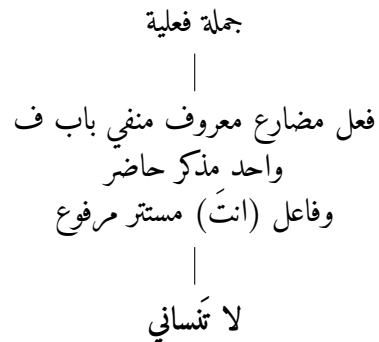 جملة فعلية
فعل مضارع معروف منفي باب ف
واحد مذكر حاضر
وفاعل (انتَ) مستتر مرفوع
لا تَنساني